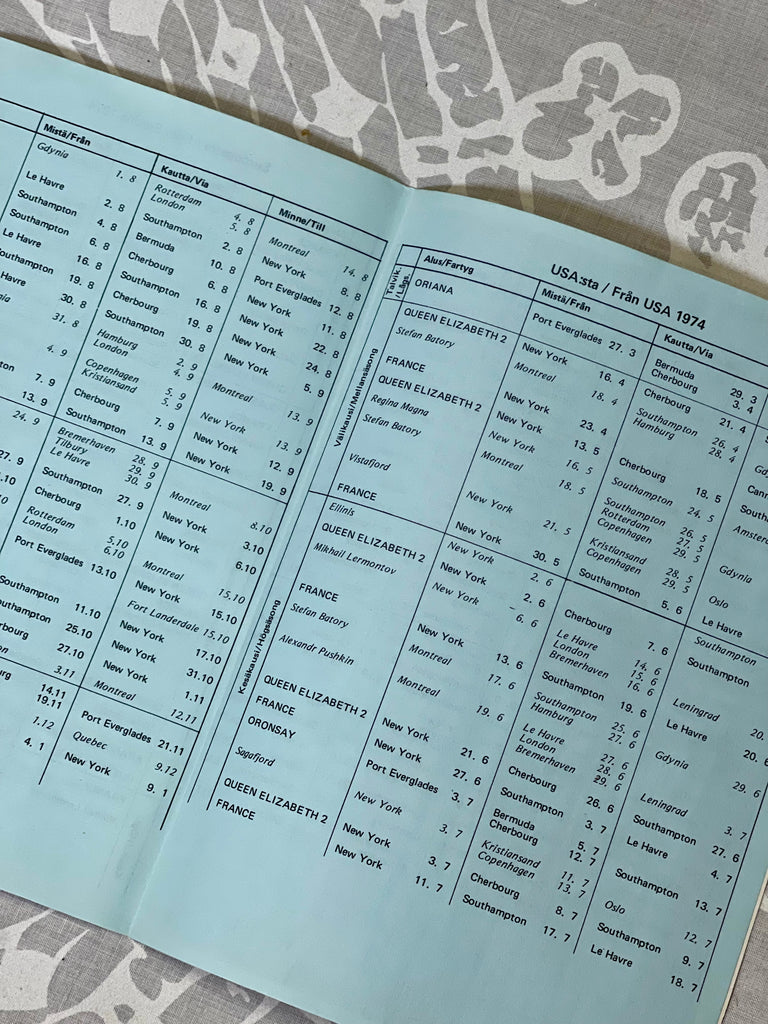 Mistä/Från
Gdynia 1. 8
Le Havre 2. 8
Southampton 4. 8
Southampton 6. 8
Le Havre 16. 8
outhampton 19. 8
Havre 30. 8
nia 31. 8
4. 9
7. 9
13. 9
24. 9
27. 9
.10
Kautta/Via
Rotterdam 4. 8
London 5. 8
Southampton 2. 8
Bermuda 10. 8
Cherbourg 6. 8
Southampton 16. 8
Cherbourg 19. 8
Southampton 30. 8
Hamburg 2. 9
London 4. 9
Copenhagen 5. 9
Kristiansand 5. 9
Cherbourg 7. 9
Southampton 13. 9
Bremerhaven 28. 9
Tilbury 29. 9
Le Havre 30. 9
Southampton 27. 9
Cherbourg 1.10
Rotterdam 5.10
London 6.10
Port Everglades 13.10
Southampton 11.10
outhampton 25.10
rbourg 27.10
on 3.11
urg 14.11
19.11
1.12
4. 1
Minne/Till
Montreal 14. 8
New York 8. 8
Port Everglades 12. 8
New York 11. 8
New York 22. 8
New York 24. 8
New York 5. 9
Montreal 13. 9
New York 13. 9
New York 12. 9
New York 19. 9
Montreal 8.10
New York 3.10
New York 6.10
Montreal 15.10
New York 15.10
Fort Landerdale 15.10
New York 17.10
New York 31.10
New York 1.11
Montreal 12.11
Port Everglades 21.11
Quebec 9.12
New York 9. 1
USA:sta / Från USA 1974
Talvik. / Lågs.
Välikausi/Mellansäsong
Kesäkausi/Högsäsong
Alus/Fartyg
ORIANA
QUEEN ELIZABETH 2
Stefan Batory
FRANCE
QUEEN ELIZABETH 2
Regina Magna
Stefan Batory
Vistafjord
FRANCE
Ellinis
QUEEN ELIZABETH 2
Mikhail Lermontov
FRANCE
Stefan Batory
Alexandr Pushkin
QUEEN ELIZABETH 2
FRANCE
ORONSAY
Sagafjord
QUEEN ELIZABETH 2
FRANCE
Mistä/Från
Port Everglades 27. 3
New York 16. 4
Montreal 18. 4
New York 23. 4
New York 13. 5
New York 16. 5
Montreal 18. 5
New York 21. 5
New York 30. 5
New York 2. 6
New York 2. 6
New York 6. 6
New York 13. 6
Montreal 17. 6
Montreal 19. 6
New York 21. 6
New York 27. 6
Port Everglades 3. 7
New York 3. 7
New York 3. 7
New York 11. 7
Kautta/Via
Bermuda 29. 3
Cherbourg 3. 4
Cherbourg 21. 4
Southampton 26. 4
Hamburg 28. 4
Cherbourg 18. 5
Southampton 24. 5
Southampton 26. 5
Rotterdam 27. 5
Copenhagen 29. 5
Kristiansand 28. 5
Copenhagen 29. 5
Southampton 5. 6
Cherbourg 7. 6
Le Havre 14. 6
London 15. 6
Bremerhaven 16. 6
Southampton 19. 6
Southampton 25. 6
Hamburg 27. 6
Le Havre 27. 6
London 28. 6
Bremerhaven 29. 6
Cherbourg 26. 6
Southampton 3. 7
Bermuda 5. 7
Cherbourg 12. 7
Kristiansand 11. 7
Copenhagen 13. 7
Cherbourg 8. 7
Southampton 17. 7
S
Gdy
Cann
South
Amste
Gdynia
Oslo
Le Havre
Southampton
Southampton
Leningrad 20.
Le Havre 20. 6
Gdynia 29. 6
Leningrad 3. 7
Southampton 27. 6
Le Havre 4. 7
Southampton 13. 7
Oslo 12. 7
Southampton 9. 7
Le Havre 18. 7